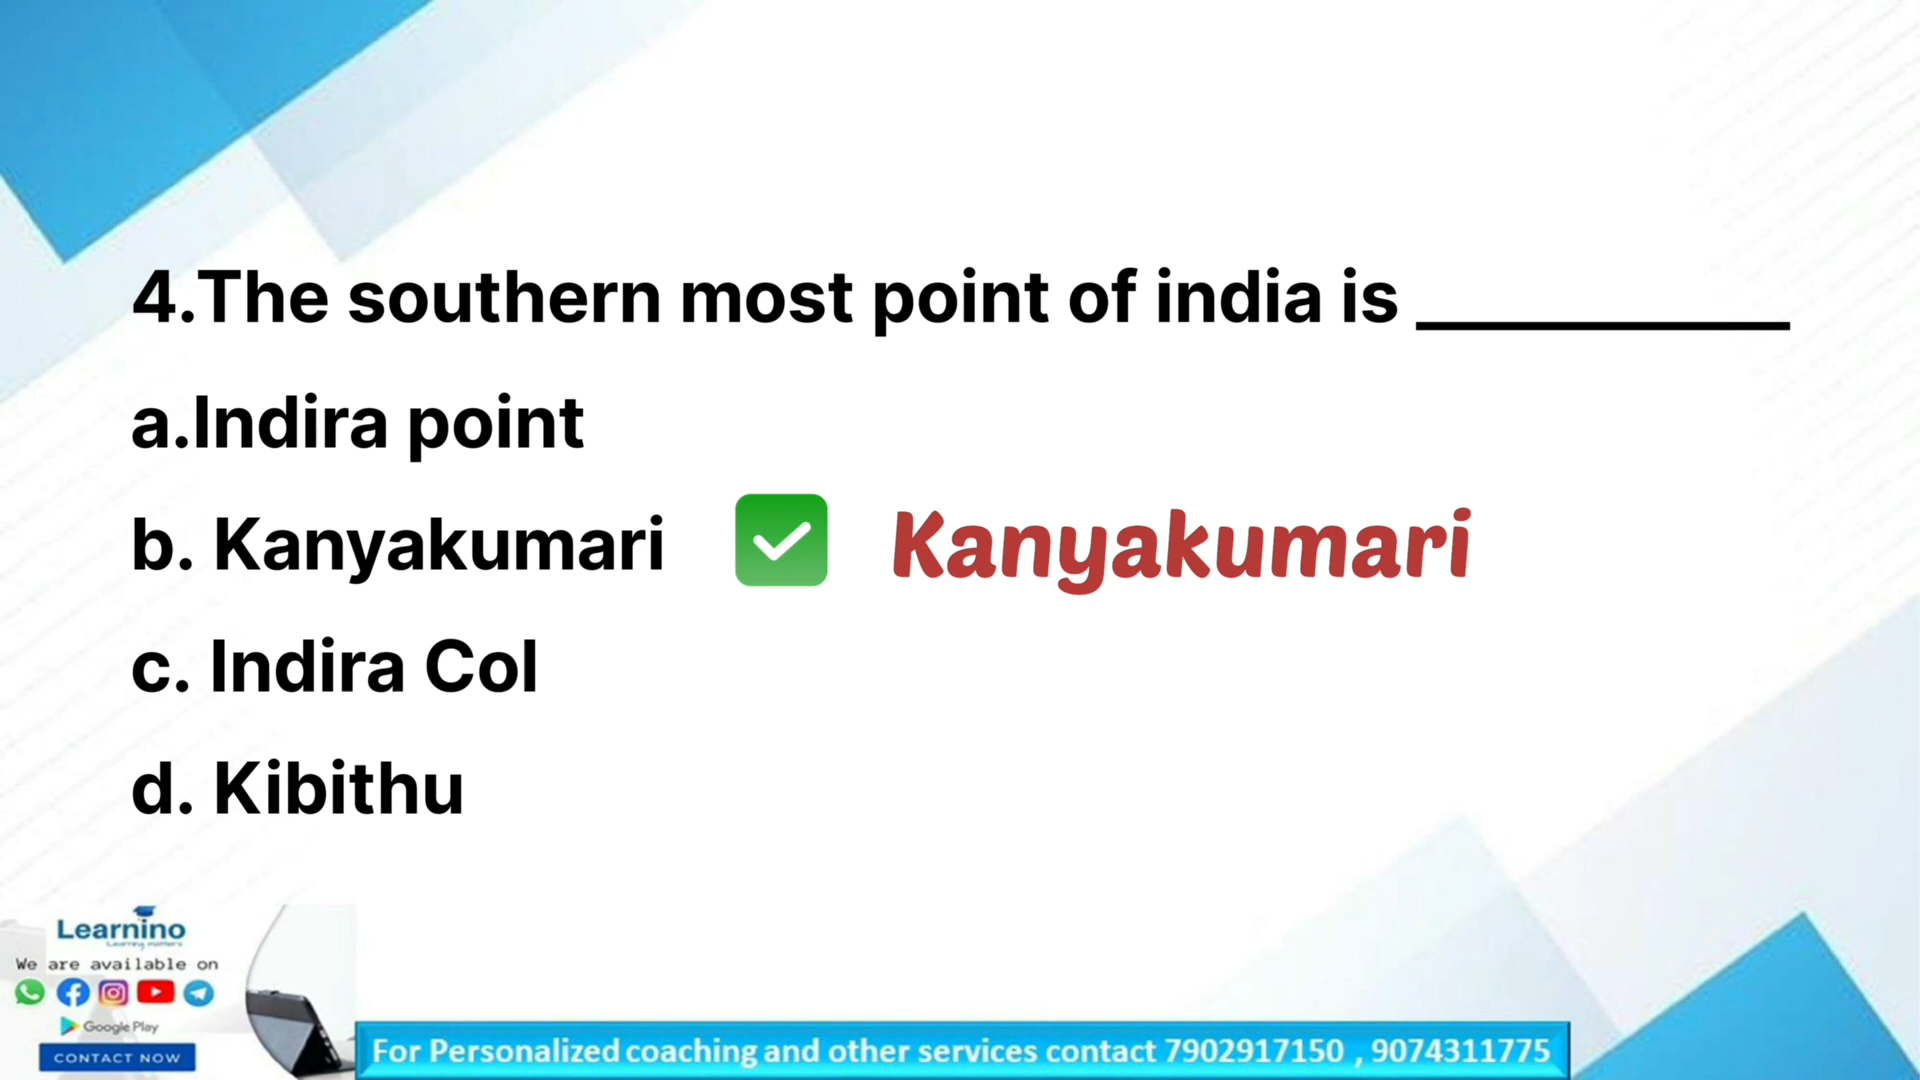 4.The southern most point of india is __________
a.Indira point
b. Kanyakumari ✅ Kanyakumari
c. Indira Col
d. Kibithu
Learnino
Learning matters
We are available on
Google Play
CONTACT NOW
For Personalized coaching and other services contact 7902917150 , 9074311775